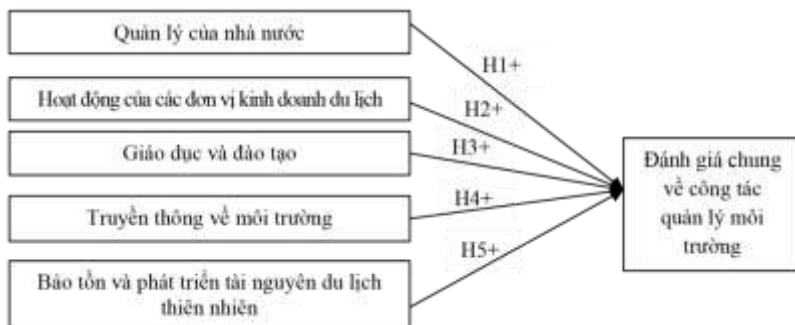 Quản lý của nhà nước
H1+
Hoạt động của các đơn vị kinh doanh du lịch
H2+
Giáo dục và đào tạo
H3+
Truyền thông về môi trường
H4+
Bảo tồn và phát triển tài nguyên du lịch
thiên nhiên
H5+
Đánh giá chung
về công tác
quản lý môi
trường